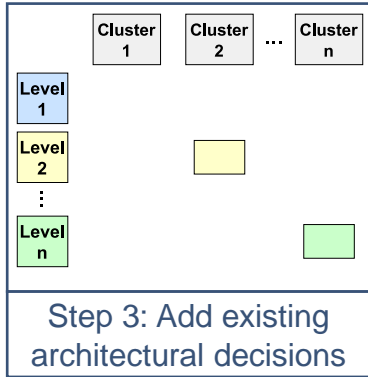 Cluster 1
Cluster 2
...
Cluster n
Level 1
Level 2
...
Level n
Step 3: Add existing
architectural decisions